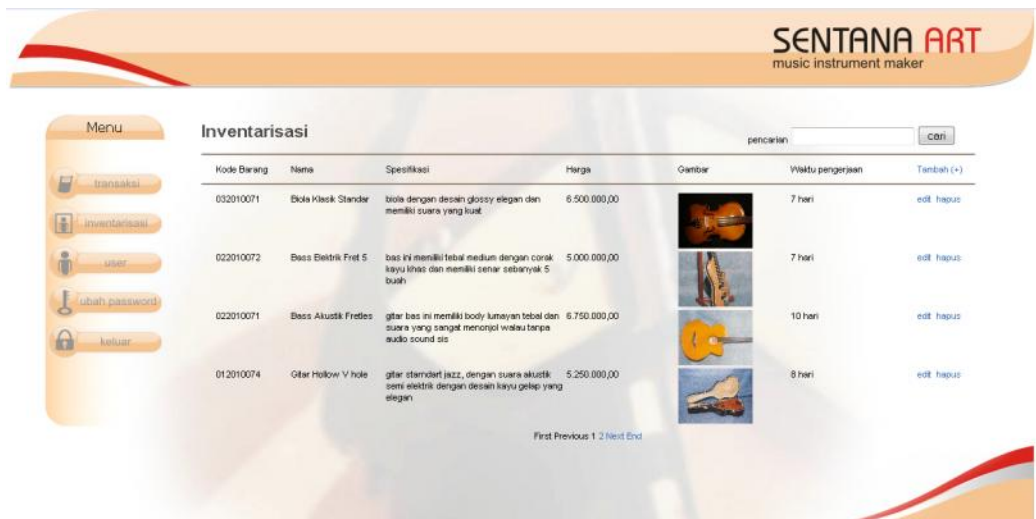 SENTANA ART
music instrument maker
Menu
transaksi
inventarisasi
user
ubah password
keluar
Inventarisasi
pencarian
cari
Kode Barang Nama Spesifikasi Harga Gambar Waktu pengerjaan Tambah (+)
032010071 Biola Klasik Standar biola dengan desain glossy elegan dan 6.500.000,00 7 hari edit hapus
memiliki suara yang kuat
022010072 Bass Elektrik Fret 5 bas ini memiliki tebal medium dengan corak 5.000.000,00 7 hari edit hapus
kayu khas dan memiliki senar sebanyak 5
buah
022010071 Bass Akustik Fretles gitar bas ini memiliki body lumayan tebal dan 6.750.000,00 10 hari edit hapus
suara yang sangat menonjol walau tanpa
audio sound sis
012010074 Gitar Hollow V hole gitar starndart jazz, dengan suara akustik 5.250.000,00 8 hari edit hapus
semi elektrik dengan desain kayu gelap yang
elegan
First Previous 1 2 Next End